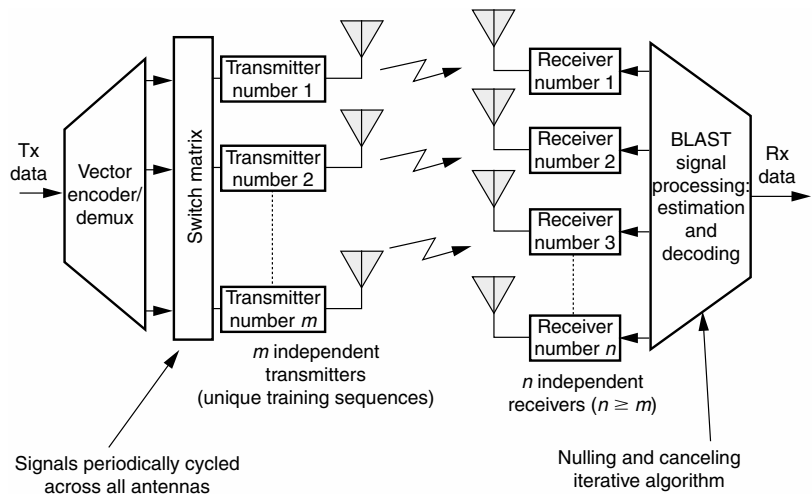 Tx
data
Vector
encoder/
demux
Switch matrix
Transmitter
number 1
Transmitter
number 2
Transmitter
number m
m independent
transmitters
(unique training sequences)
Signals periodically cycled
across all antennas
Receiver
number 1
Receiver
number 2
Receiver
number 3
Receiver
number n
n independent
receivers (n ≥ m)
BLAST
signal
processing:
estimation
and
decoding
Rx
data
Nulling and canceling
iterative algorithm